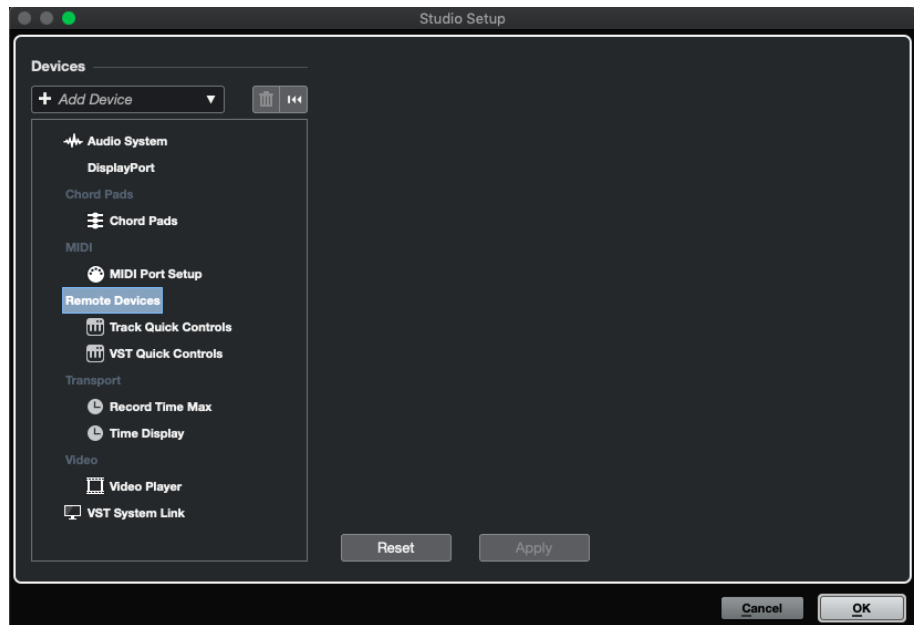 Studio Setup
Devices
Add Device
Audio System
DisplayPort
Chord Pads
Chord Pads
MIDI
MIDI Port Setup
Remote Devices
Track Quick Controls
VST Quick Controls
Transport
Record Time Max
Time Display
Video
Video Player
VST System Link
Reset Apply
Cancel OK